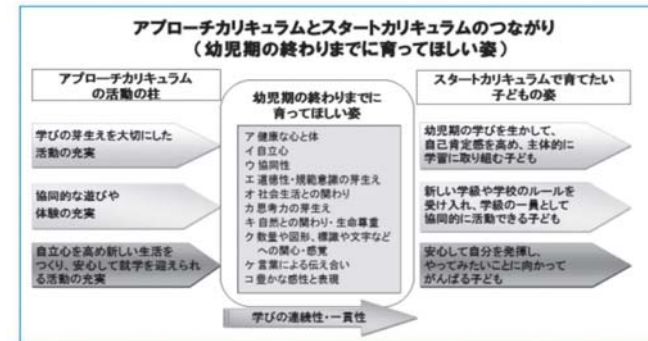 アプローチカリキュラムとスタートカリキュラムのつながり
（幼児期の終わりまでに育ってほしい姿）
アプローチカリキュラム
の活動の柱
学びの芽生えを大切にした
活動の充実
協同的な遊びや
体験の充実
自立心を高め新しい生活を
つくり、安心して就学を迎えられ
る活動の充実
幼児期の終わりまでに
育ってほしい姿
ア 健康な心と体
イ 自立心
ウ 協同性
エ 道徳性・規範意識の芽生え
オ 社会生活との関わり
カ 思考力の芽生え
キ 自然との関わり・生命尊重
ク 数量や図形、標識や文字など
への関心・感覚
ケ 言葉による伝え合い
コ 豊かな感性と表現
学びの連続性・一貫性
スタートカリキュラムで育てたい
子どもの姿
幼児期の学びを生かして、
自己肯定感を高め、主体的に
学習に取り組む子ども
新しい学級や学校のルールを
受け入れ、学級の一員として
協同的に活動できる子ども
安心して自分を発揮し、
やってみたいことに向かって
がんばる子ども